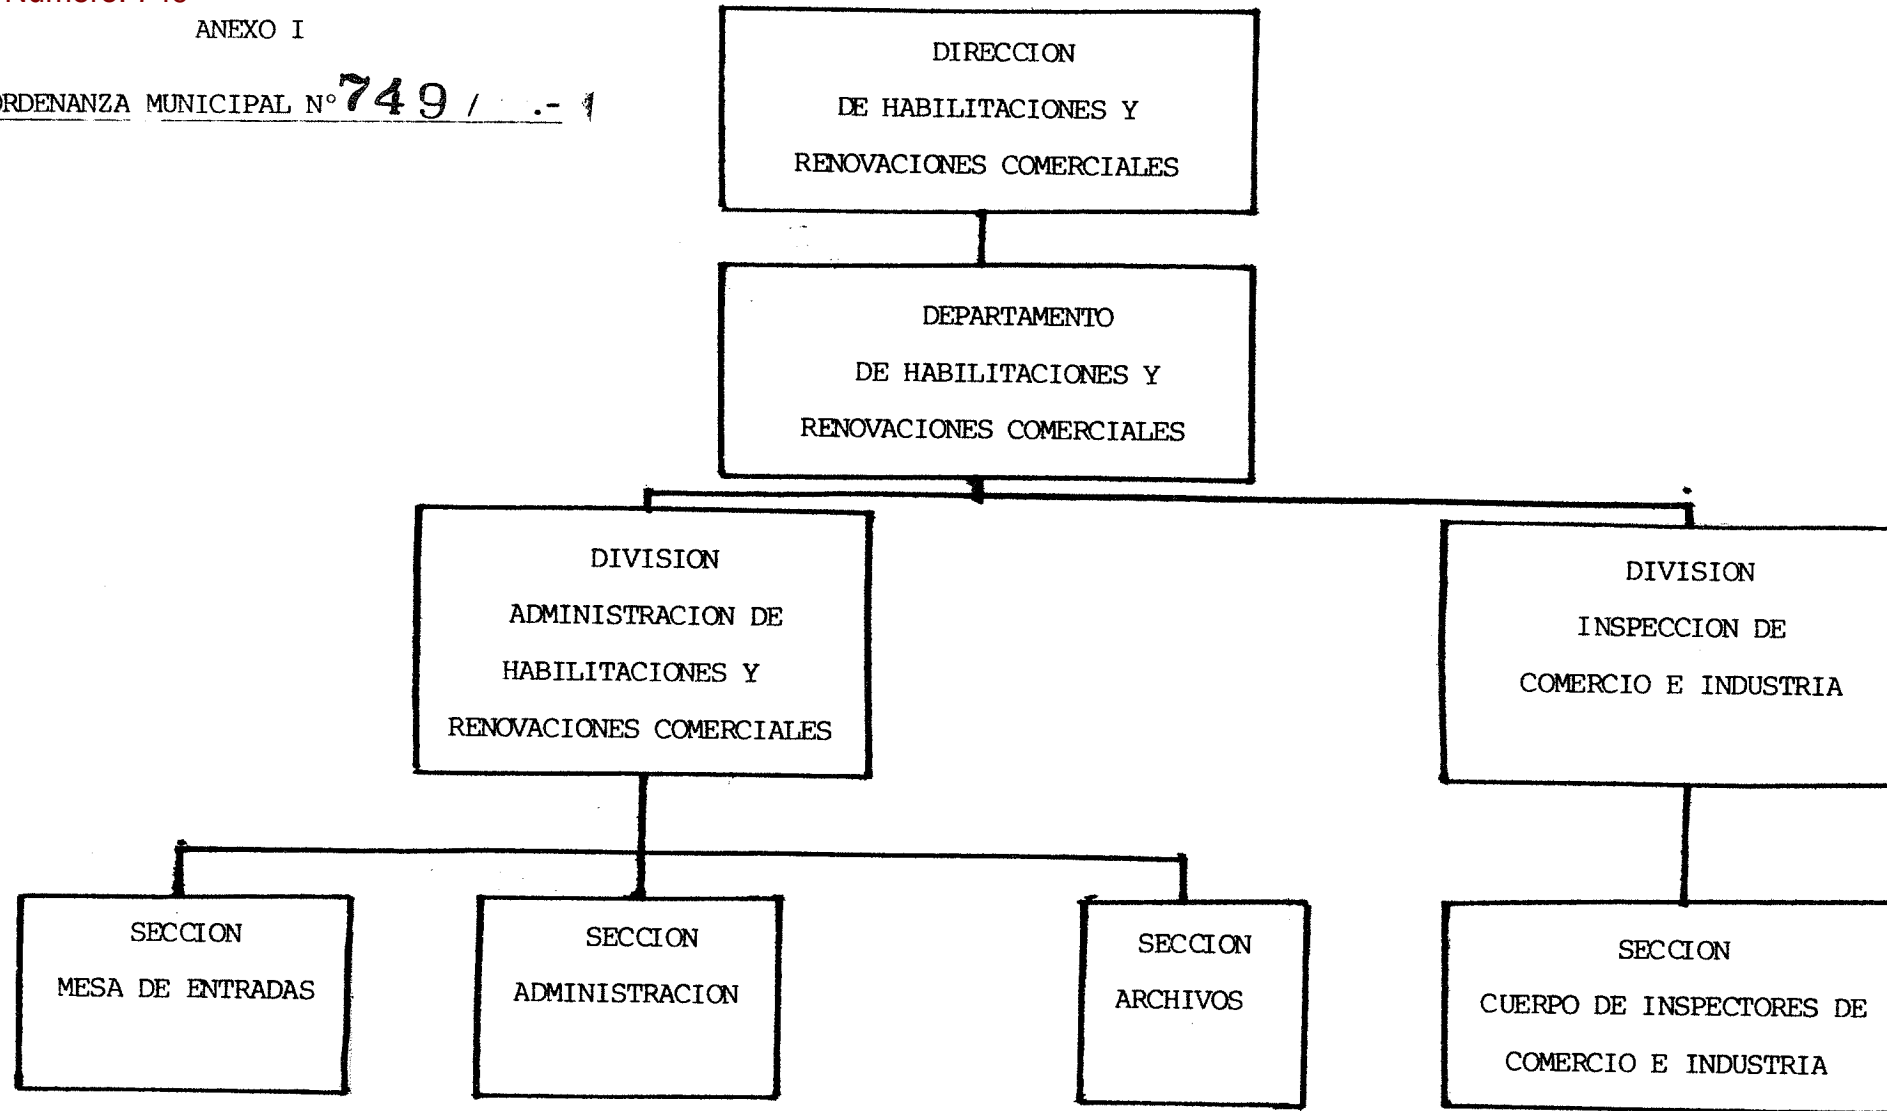 ANEXO I
ORDENANZA MUNICIPAL N° 749 / .-
DIRECCION
DE HABILITACIONES Y
RENOVACIONES COMERCIALES
DEPARTAMENTO
DE HABILITACIONES Y
RENOVACIONES COMERCIALES
DIVISION
ADMINISTRACION DE
HABILITACIONES Y
RENOVACIONES COMERCIALES
DIVISION
INSPECCION DE
COMERCIO E INDUSTRIA
SECCION
MESA DE ENTRADAS
SECCION
ADMINISTRACION
SECCION
ARCHIVOS
SECCION
CUERPO DE INSPECTORES DE
COMERCIO E INDUSTRIA